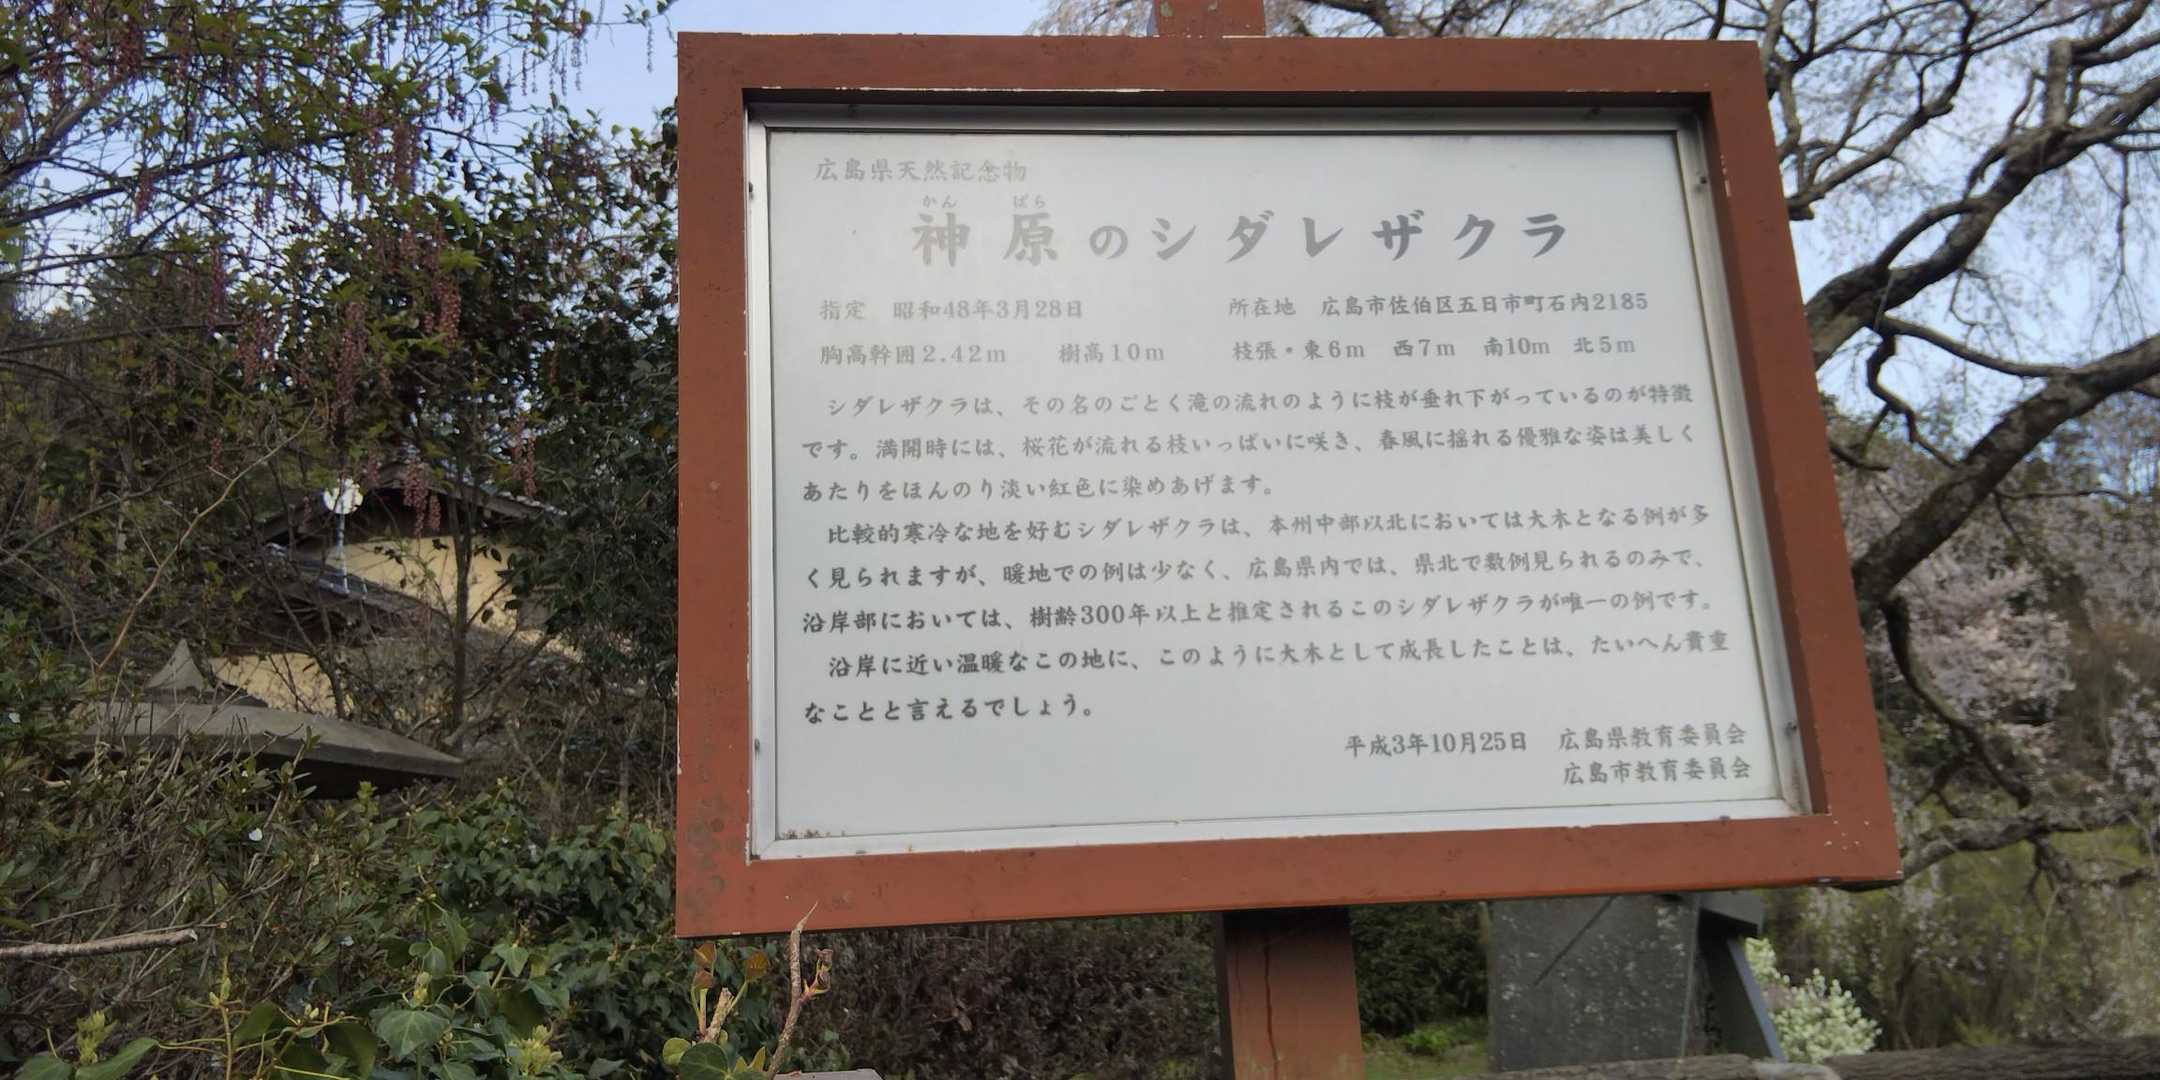 広島県天然記念物
かん ばら
神原のシダレザクラ
指定 昭和48年3月28日 所在地 広島市佐伯区五日市町石内2185
胸高幹囲2.42m 樹高10m 枝張・東6m 西7m 南10m 北5m
シダレザクラは、その名のごとく滝の流れのように枝が垂れ下がっているのが特徴
です。満開時には、桜花が流れる枝いっぱいに咲き、春風に揺れる優雅な姿は美しく
あたりをほんのり淡い紅色に染めあげます。
比較的寒冷な地を好むシダレザクラは、本州中部以北においては大木となる例が多
く見られますが、暖地での例は少なく、広島県内では、県北で数例見られるのみで、
沿岸部においては、樹齢300年以上と推定されるこのシダレザクラが唯一の例です。
沿岸に近い温暖なこの地に、このように大木として成長したことは、たいへん貴重
なことと言えるでしょう。
平成3年10月25日 広島県教育委員会
広島市教育委員会